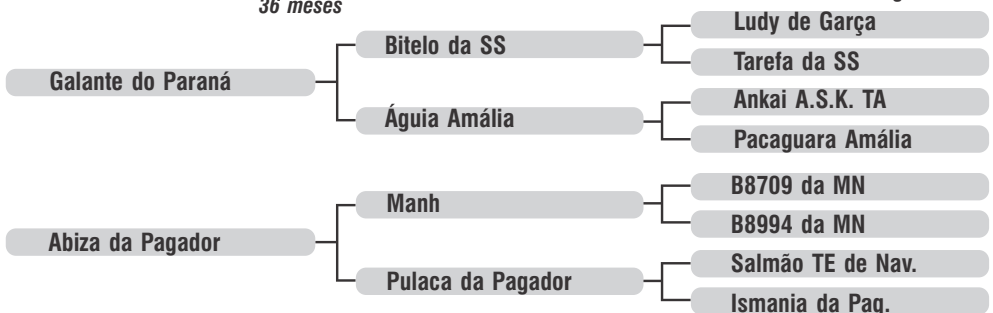 36 meses
Galante do Paraná
Bitelo da SS
Ludy de Garça
Tarefa da SS
Águia Amália
Ankai A.S.K. TA
Pacaguara Amália
Abiza da Pagador
Manh
B8709 da MN
B8994 da MN
Pulaca da Pagador
Salmão TE de Nav.
Ismania da Pag.